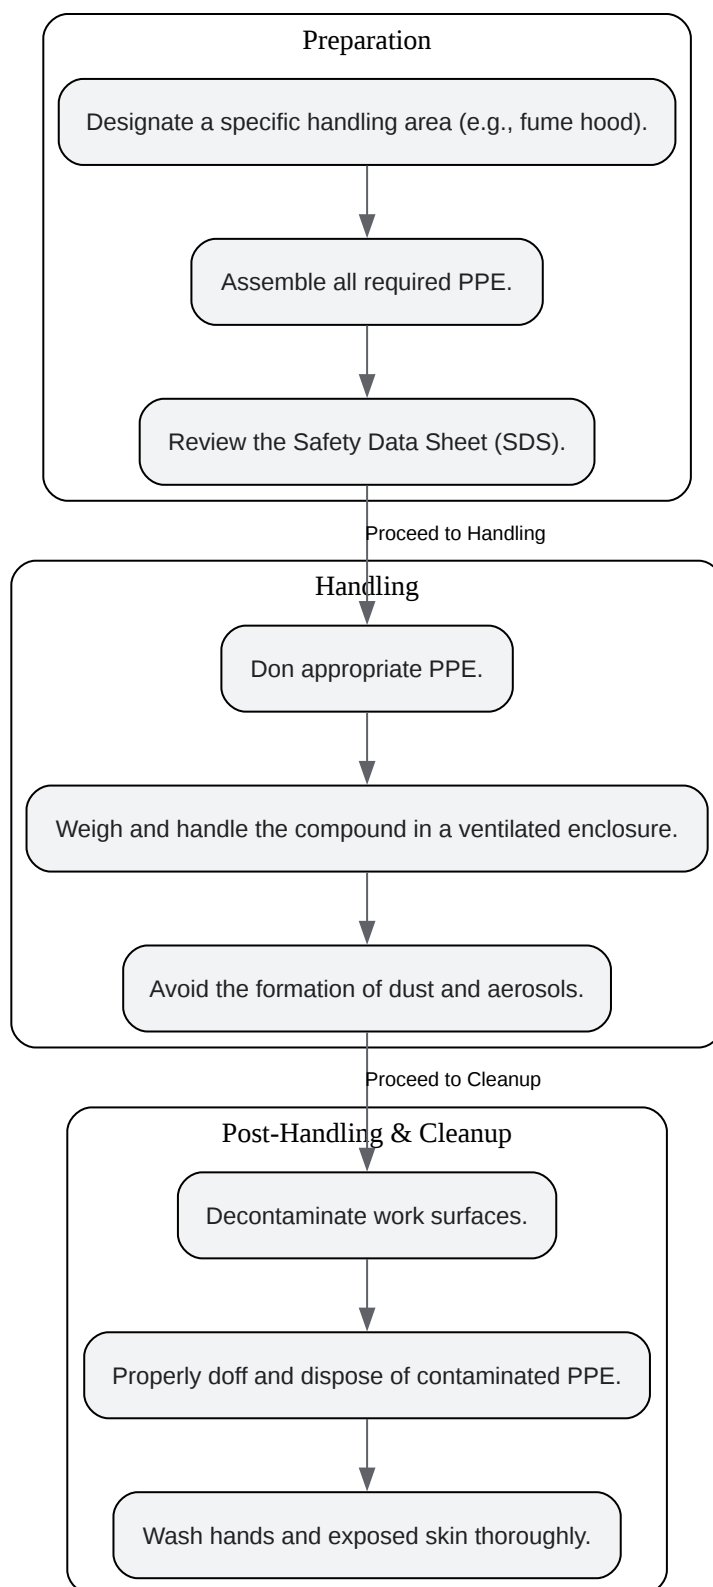 Preparation
Designate a specific handling area (e.g., fume hood).
Assemble all required PPE.
Review the Safety Data Sheet (SDS).
Proceed to Handling
Handling
Don appropriate PPE.
Weigh and handle the compound in a ventilated enclosure.
Avoid the formation of dust and aerosols.
Proceed to Cleanup
Post-Handling & Cleanup
Decontaminate work surfaces.
Properly doff and dispose of contaminated PPE.
Wash hands and exposed skin thoroughly.